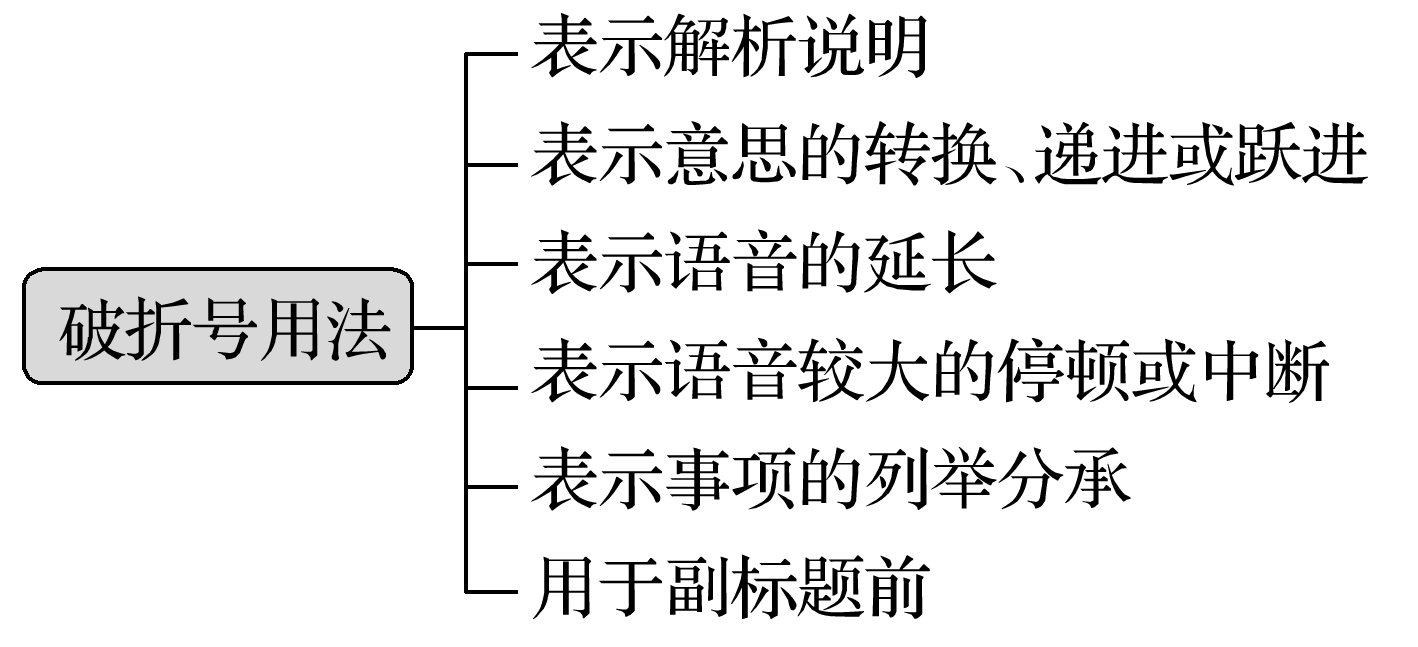 破折号用法
表示解析说明
表示意思的转换、递进或跃进
表示语音的延长
表示语音较大的停顿或中断
表示事项的列举分承
用于副标题前